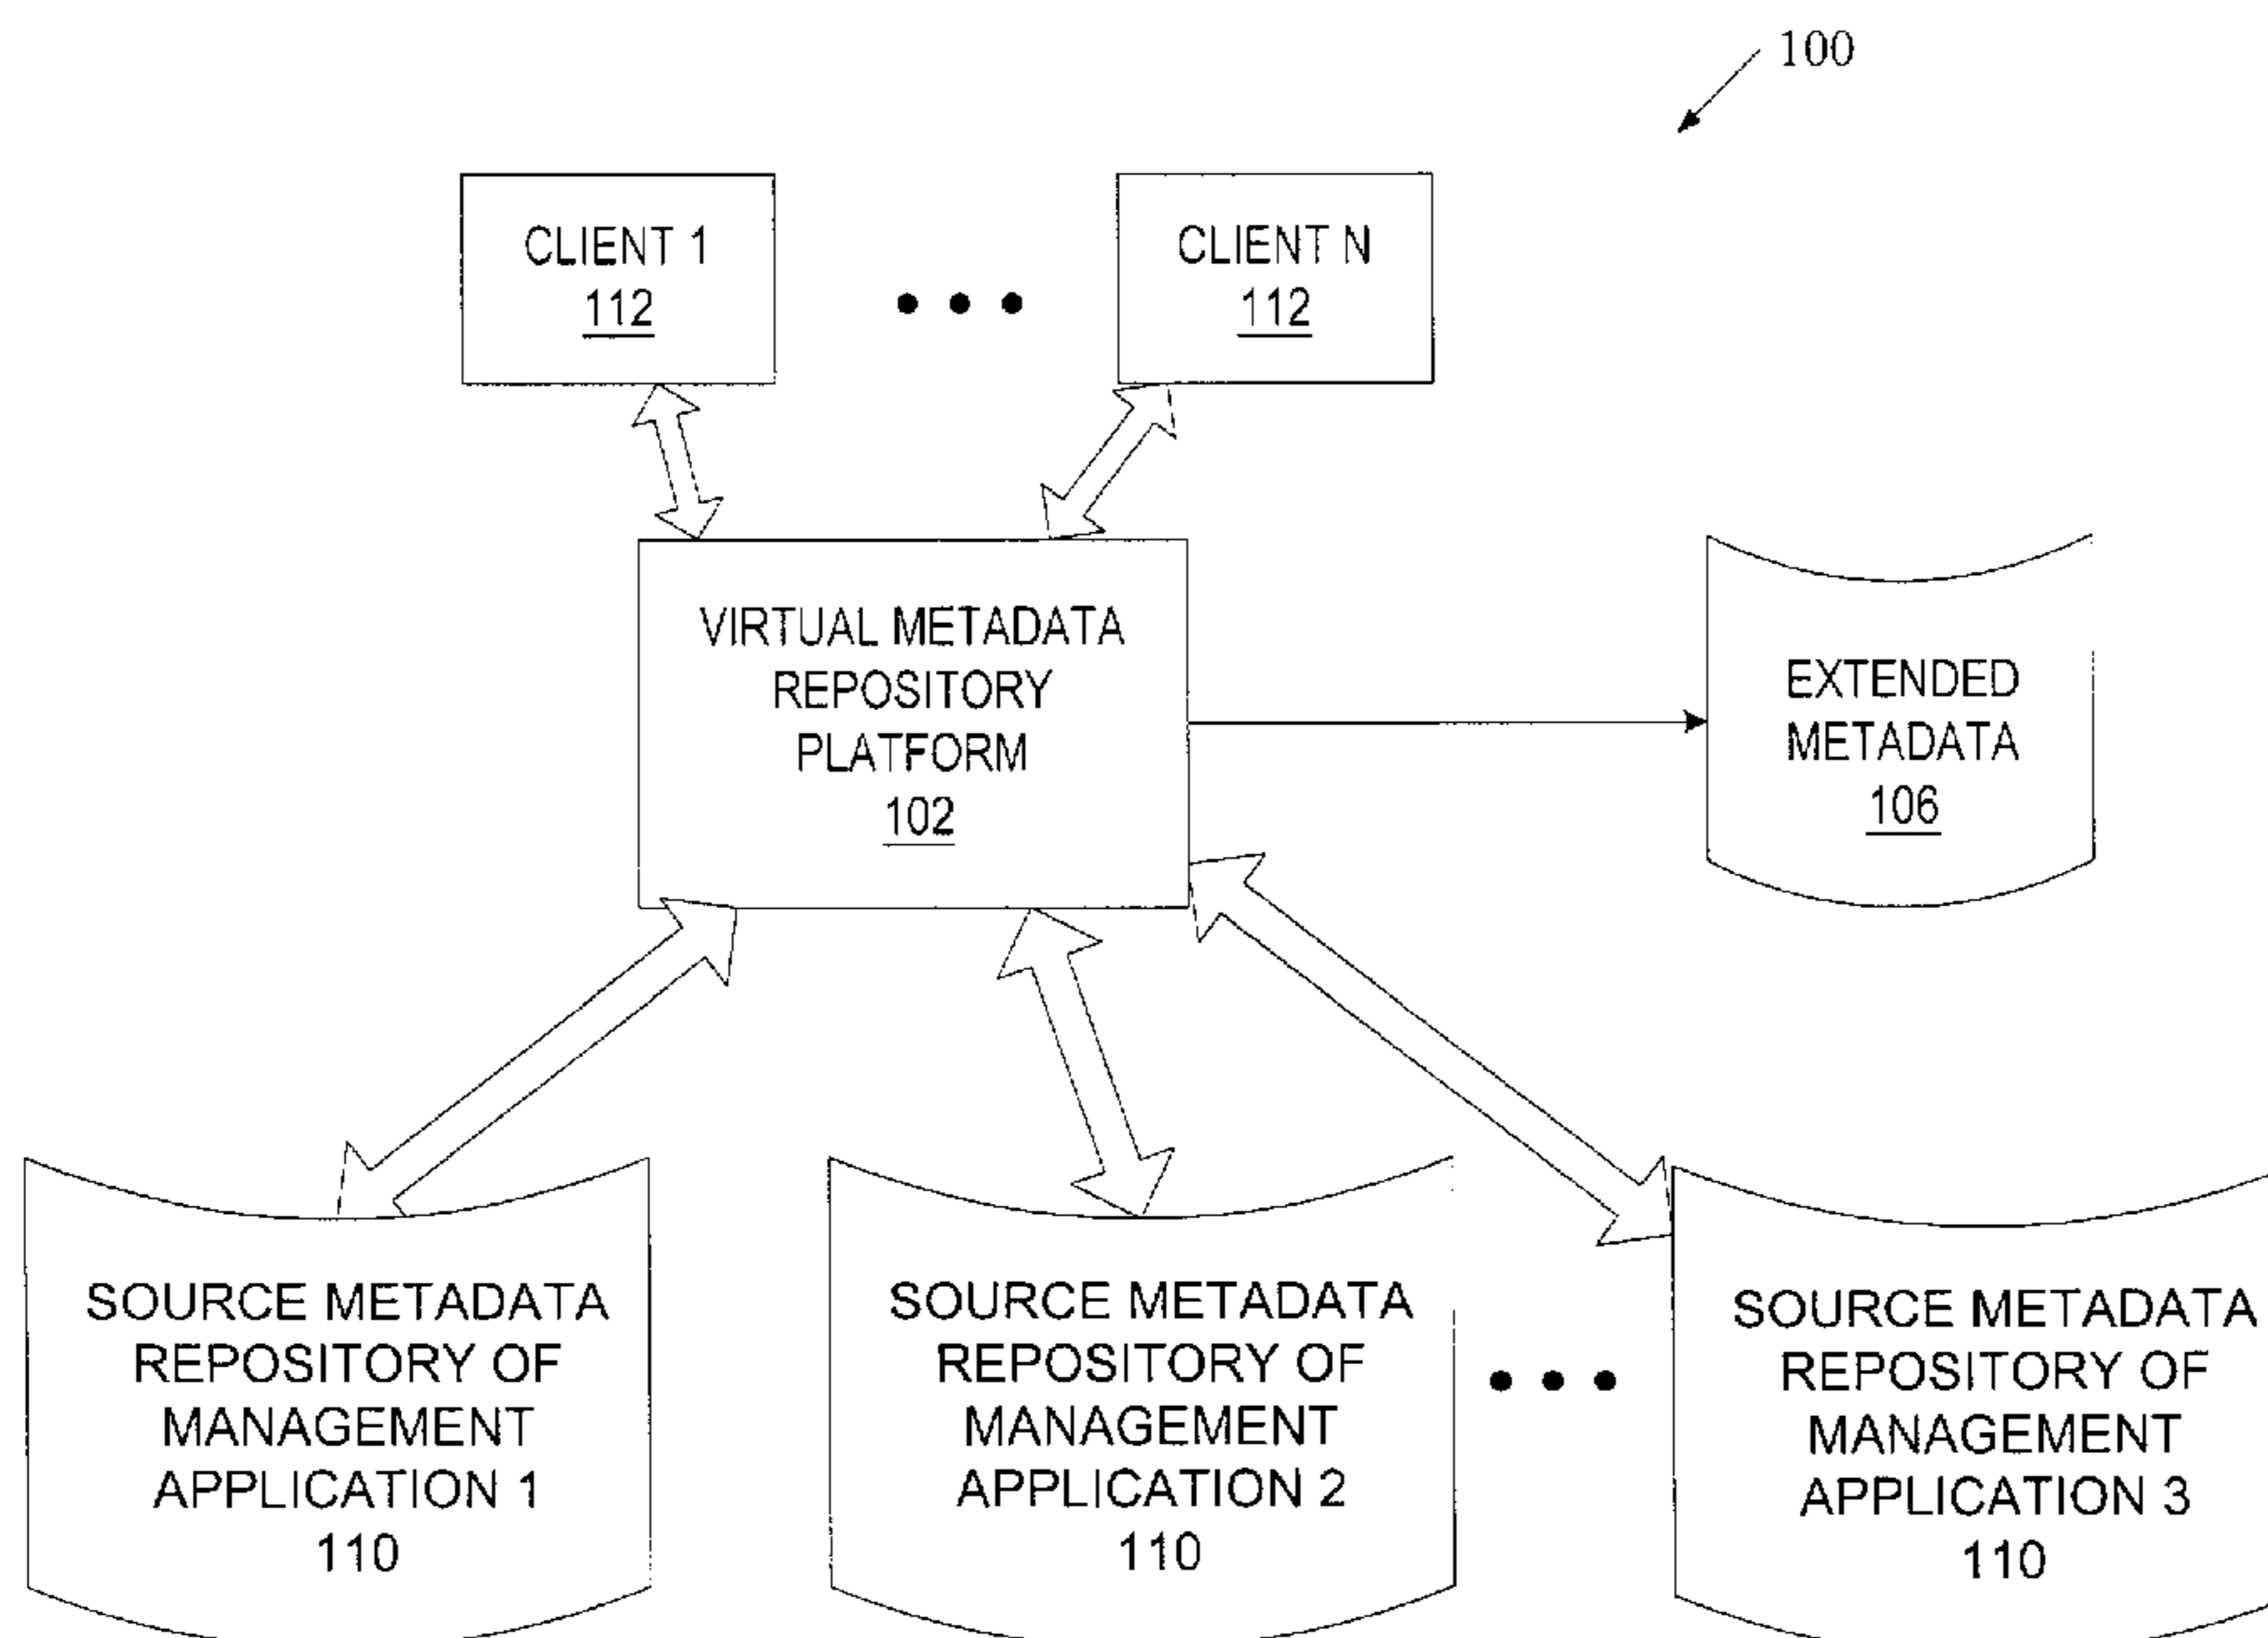 100
CLIENT 1
112
CLIENT N
112
VIRTUAL METADATA
REPOSITORY
PLATFORM
102
EXTENDED
METADATA
106
SOURCE METADATA
REPOSITORY OF
MANAGEMENT
APPLICATION 1
110
SOURCE METADATA
REPOSITORY OF
MANAGEMENT
APPLICATION 2
110
SOURCE METADATA
REPOSITORY OF
MANAGEMENT
APPLICATION 3
110